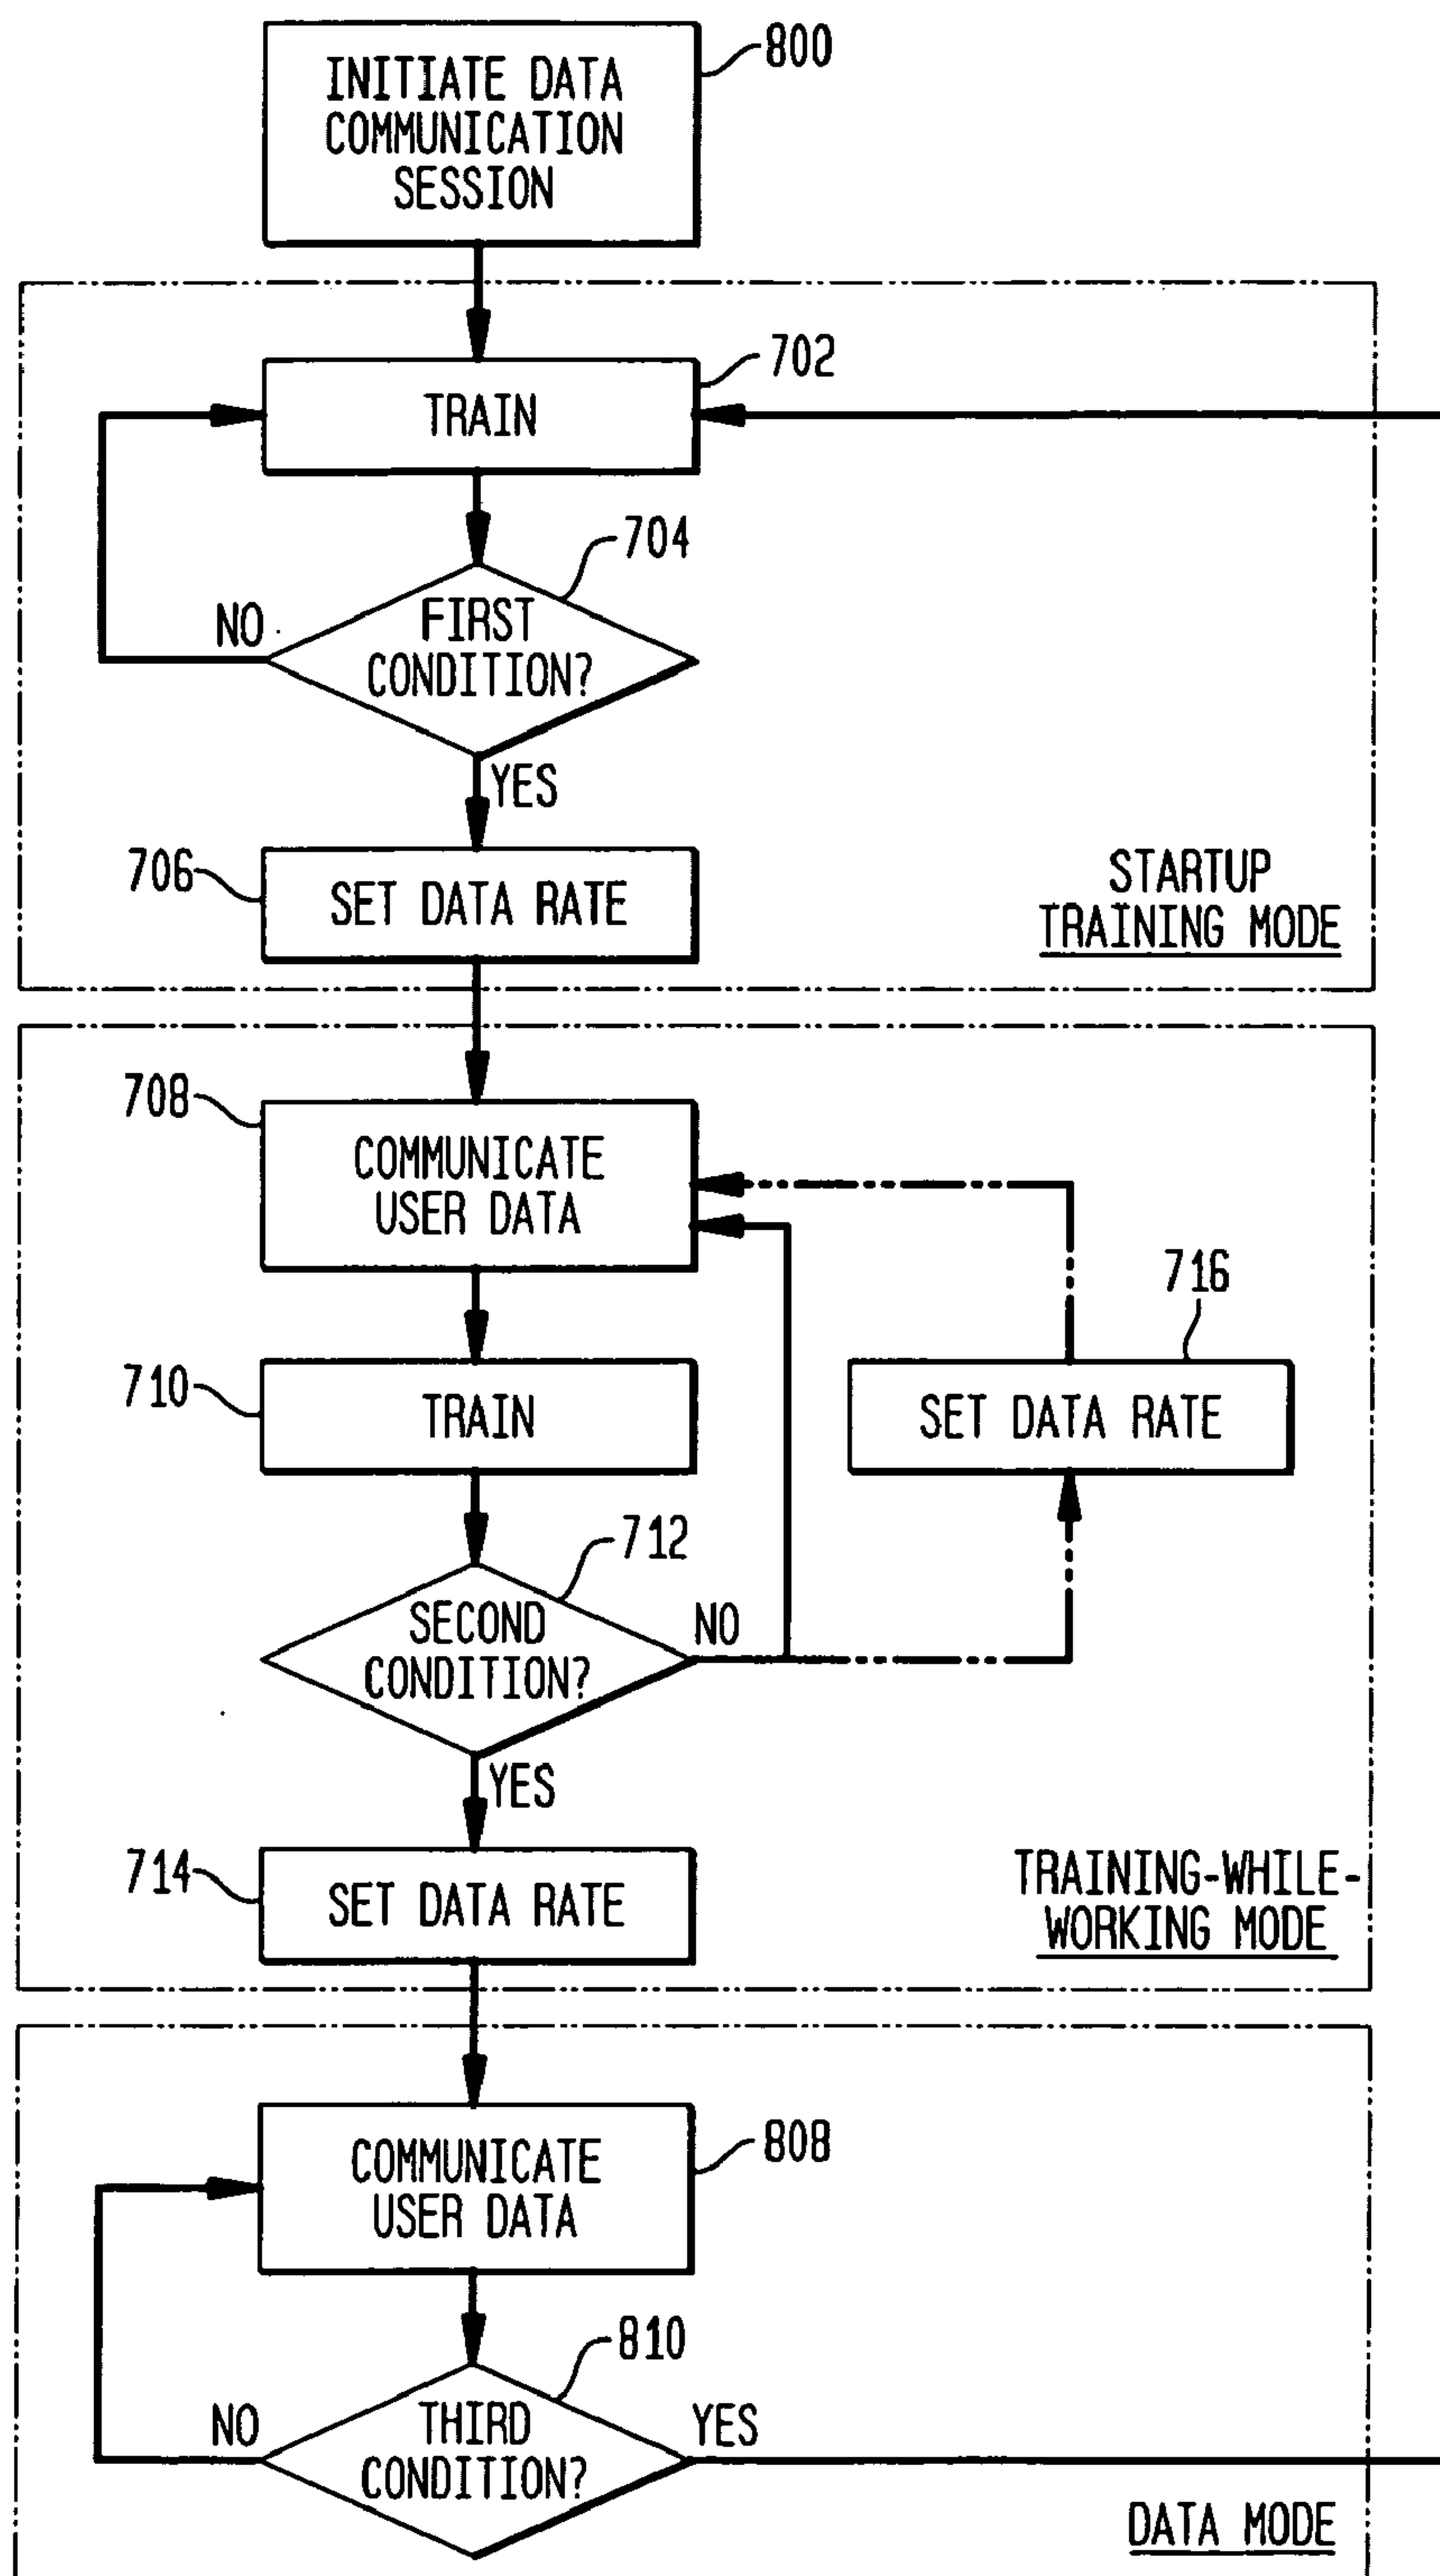 800
INITIATE DATA
COMMUNICATION
SESSION
702
TRAIN
704
NO
FIRST
CONDITION?
YES
706
SET DATA RATE
STARTUP
TRAINING MODE
708
COMMUNICATE
USER DATA
716
710
TRAIN
SET DATA RATE
712
SECOND
CONDITION?
NO
YES
714
SET DATA RATE
TRAINING-WHILE-
WORKING MODE
808
COMMUNICATE
USER DATA
810
NO
THIRD
CONDITION?
YES
DATA MODE